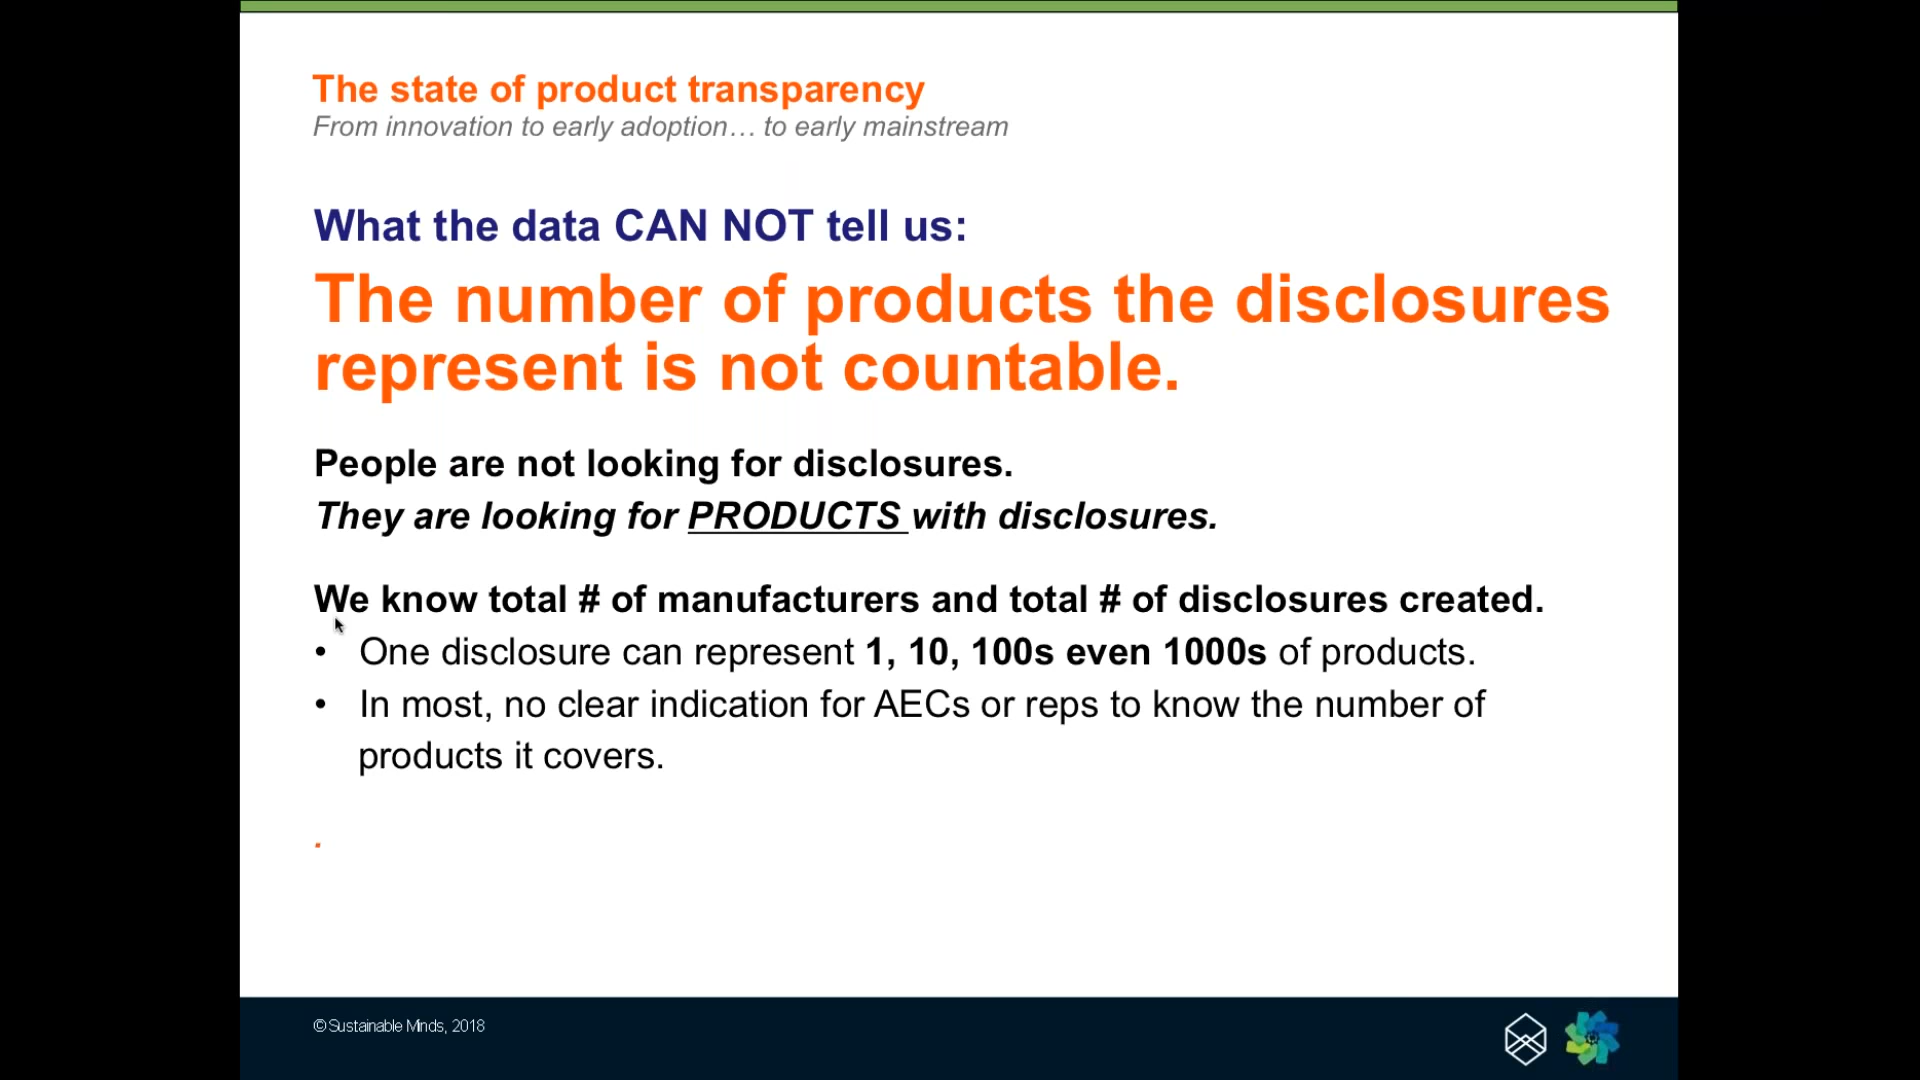 The state of product transparency
From innovation to early adoption… to early mainstream
What the data CAN NOT tell us:
The number of products the disclosures
represent is not countable.
People are not looking for disclosures.
They are looking for PRODUCTS with disclosures.
We know total # of manufacturers and total # of disclosures created.
• One disclosure can represent 1, 10, 100s even 1000s of products.
• In most, no clear indication for AECs or reps to know the number of
products it covers.
.
© Sustainable Minds, 2018